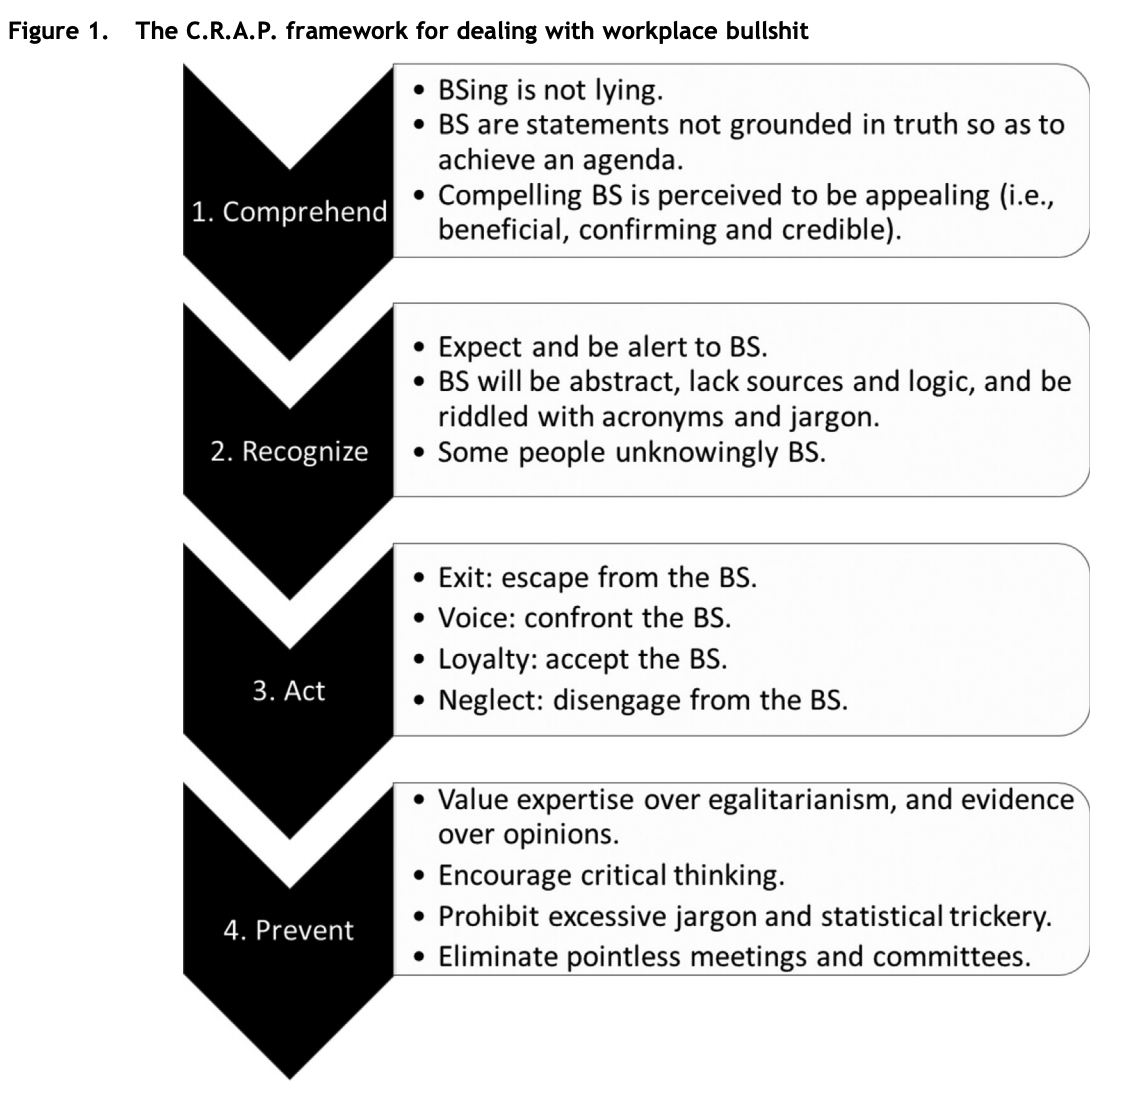 Figure 1. The C.R.A.P. framework for dealing with workplace bullshit
1. Comprehend
• BSing is not lying.
• BS are statements not grounded in truth so as to
achieve an agenda.
• Compelling BS is perceived to be appealing (i.e.,
beneficial, confirming and credible).
2. Recognize
• Expect and be alert to BS.
• BS will be abstract, lack sources and logic, and be
riddled with acronyms and jargon.
• Some people unknowingly BS.
3. Act
• Exit: escape from the BS.
• Voice: confront the BS.
• Loyalty: accept the BS.
• Neglect: disengage from the BS.
4. Prevent
• Value expertise over egalitarianism, and evidence
over opinions.
• Encourage critical thinking.
• Prohibit excessive jargon and statistical trickery.
• Eliminate pointless meetings and committees.